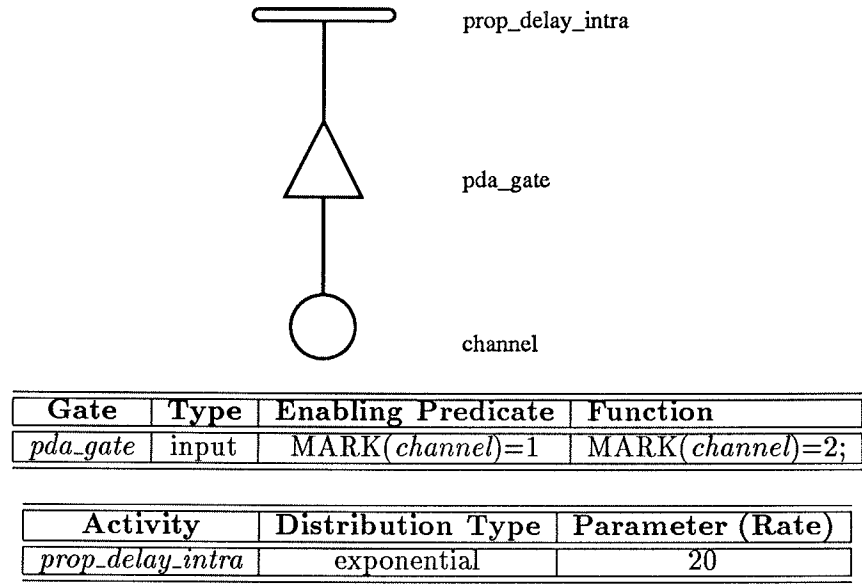 prop_delay_intra
pda_gate
channel
Gate Type Enabling Predicate Function
pda_gate input MARK(channel)=1 MARK(channel)=2;
Activity Distribution Type Parameter (Rate)
prop_delay_intra exponential 20